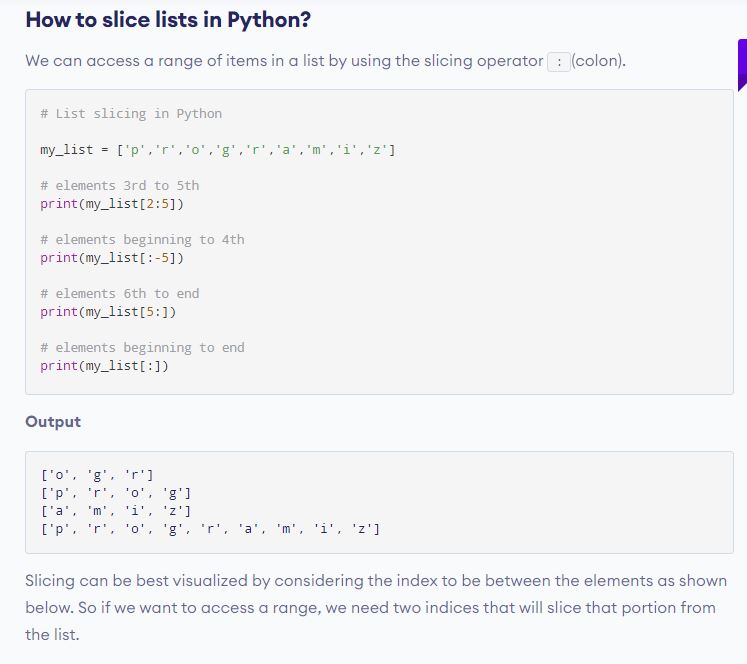 How to slice lists in Python?
We can access a range of items in a list by using the slicing operator : (colon).
# List slicing in Python
my_list = ['p','r','o','g','r','a','m','i','z']
# elements 3rd to 5th
print(my_list[2:5])
# elements beginning to 4th
print(my_list[:-5])
# elements 6th to end
print(my_list[5:])
# elements beginning to end
print(my_list[:])
Output
['o', 'g', 'r']
['p', 'r', 'o', 'g']
['a', 'm', 'i', 'z']
['p', 'r', 'o', 'g', 'r', 'a', 'm', 'i', 'z']
Slicing can be best visualized by considering the index to be between the elements as shown
below. So if we want to access a range, we need two indices that will slice that portion from
the list.